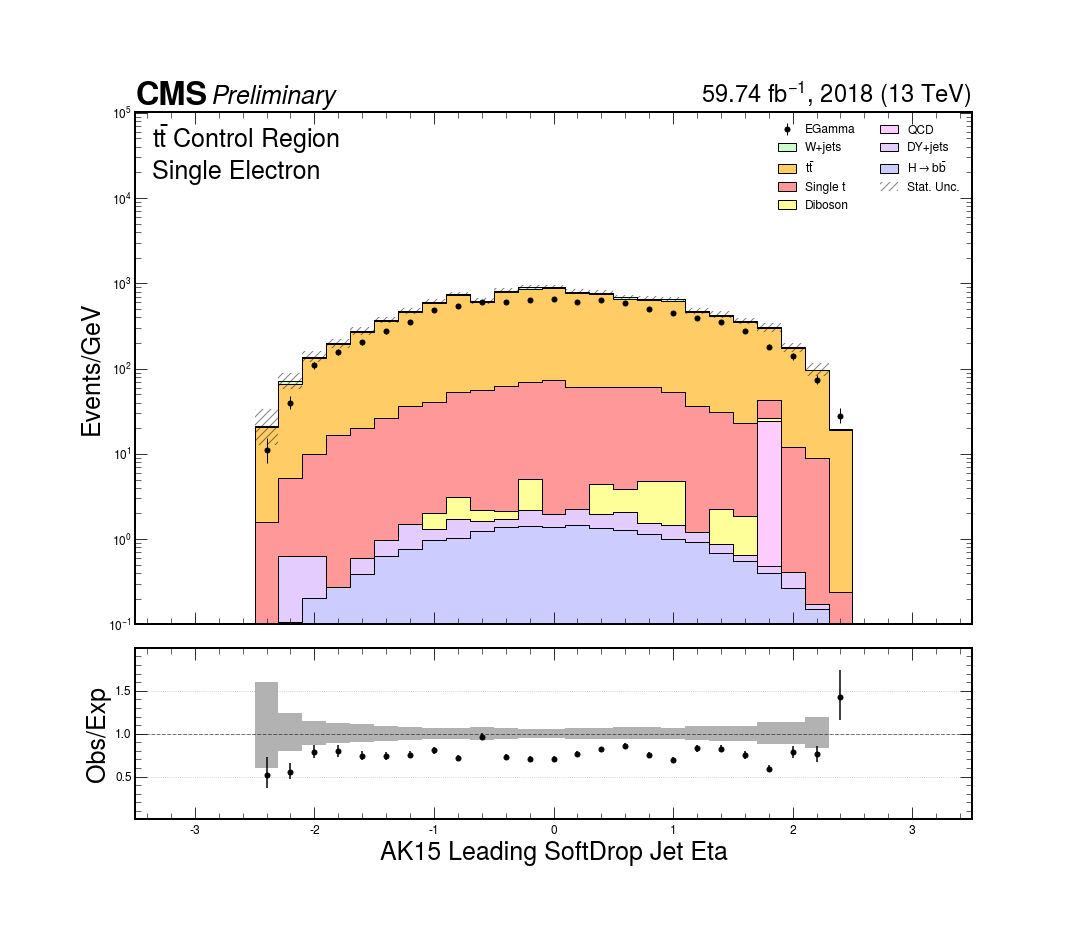 CMS Preliminary
59.74 fb⁻¹, 2018 (13 TeV)
tt̄ Control Region
Single Electron
EGamma
W+jets
tt̄
Single t
Diboson
QCD
DY+jets
H→bb̄
Stat. Unc.
Events/GeV
10⁵
10⁴
10³
10²
10¹
10⁰
10⁻¹
Obs/Exp
1.5
1.0
0.5
-3 -2 -1 0 1 2 3
AK15 Leading SoftDrop Jet Eta